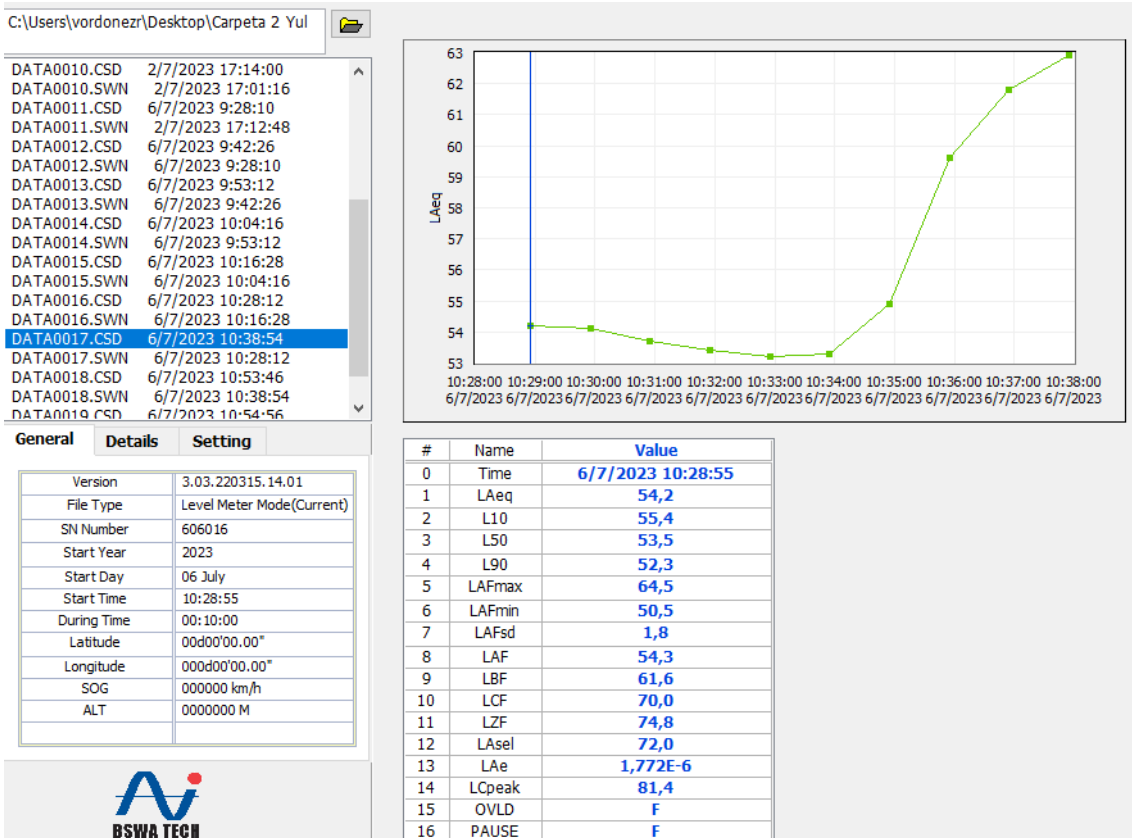 C:\Users\vordonezr\Desktop\Carpeta 2 Yul
DATA0010.CSD 2/7/2023 17:14:00
DATA0010.SWN 2/7/2023 17:01:16
DATA0011.CSD 6/7/2023 9:28:10
DATA0011.SWN 2/7/2023 17:12:48
DATA0012.CSD 6/7/2023 9:42:26
DATA0012.SWN 6/7/2023 9:28:10
DATA0013.CSD 6/7/2023 9:53:12
DATA0013.SWN 6/7/2023 9:42:26
DATA0014.CSD 6/7/2023 10:04:16
DATA0014.SWN 6/7/2023 9:53:12
DATA0015.CSD 6/7/2023 10:16:28
DATA0015.SWN 6/7/2023 10:04:16
DATA0016.CSD 6/7/2023 10:28:12
DATA0016.SWN 6/7/2023 10:16:28
DATA0017.CSD 6/7/2023 10:38:54
DATA0017.SWN 6/7/2023 10:28:12
DATA0018.CSD 6/7/2023 10:53:46
DATA0018.SWN 6/7/2023 10:38:54
DATA0019.CSD 6/7/2023 10:54:56
General Details Setting
Version 3.03.220315.14.01
File Type Level Meter Mode(Current)
SN Number 606016
Start Year 2023
Start Day 06 July
Start Time 10:28:55
During Time 00:10:00
Latitude 00d00'00.00"
Longitude 000d00'00.00"
SOG 000000 km/h
ALT 0000000 M
BSWA TECH
63
62
61
60
59
58
57
56
55
54
53
LAeq
10:28:00 10:29:00 10:30:00 10:31:00 10:32:00 10:33:00 10:34:00 10:35:00 10:36:00 10:37:00 10:38:00
6/7/2023 6/7/2023 6/7/2023 6/7/2023 6/7/2023 6/7/2023 6/7/2023 6/7/2023 6/7/2023 6/7/2023 6/7/2023
# Name Value
0 Time 6/7/2023 10:28:55
1 LAeq 54,2
2 L10 55,4
3 L50 53,5
4 L90 52,3
5 LAFmax 64,5
6 LAFmin 50,5
7 LAFsd 1,8
8 LAF 54,3
9 LBF 61,6
10 LCF 70,0
11 LZF 74,8
12 LAsel 72,0
13 LAe 1,772E-6
14 LCpeak 81,4
15 OVLD F
16 PAUSE F